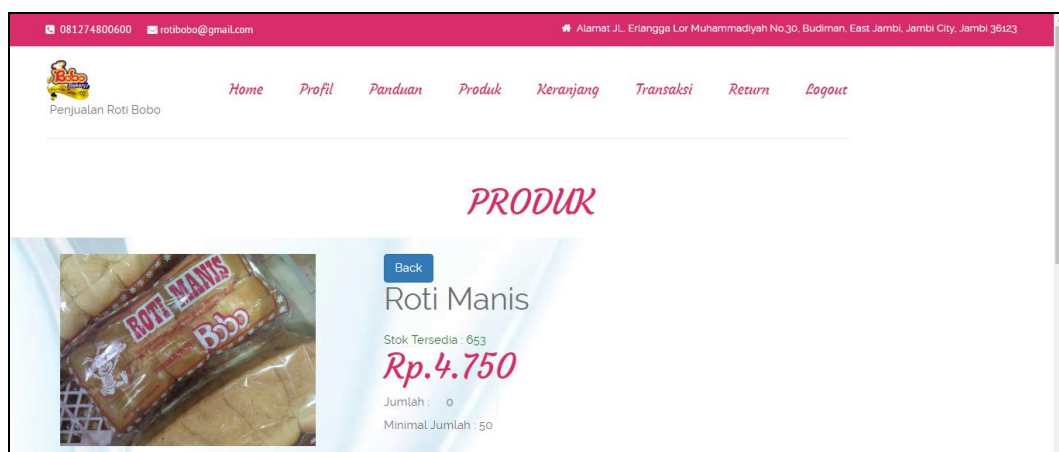 081274800600 rotibobo@gmail.com Alamat JL. Erlangga Lor Muhammadiyah No.30, Budiman, East Jambi, Jambi City, Jambi 36123
Bobo
Penjualan Roti Bobo
Home Profil Panduan Produk Keranjang Transaksi Return Logout
PRODUK
Back
Roti Manis
Stok Tersedia : 653
Rp.4.750
Jumlah : 0
Minimal Jumlah : 50
ROTI MANIS
Bobo